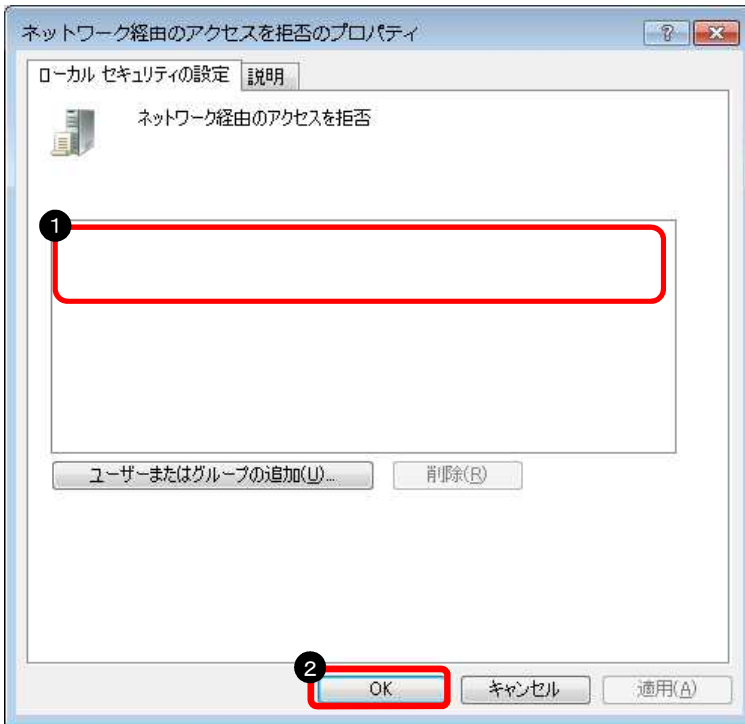 ネットワーク経由のアクセスを拒否のプロパティ
ローカル セキュリティの設定 説明
ネットワーク経由のアクセスを拒否
1
ユーザーまたはグループの追加(U)... 削除(R)
2
OK キャンセル 適用(A)